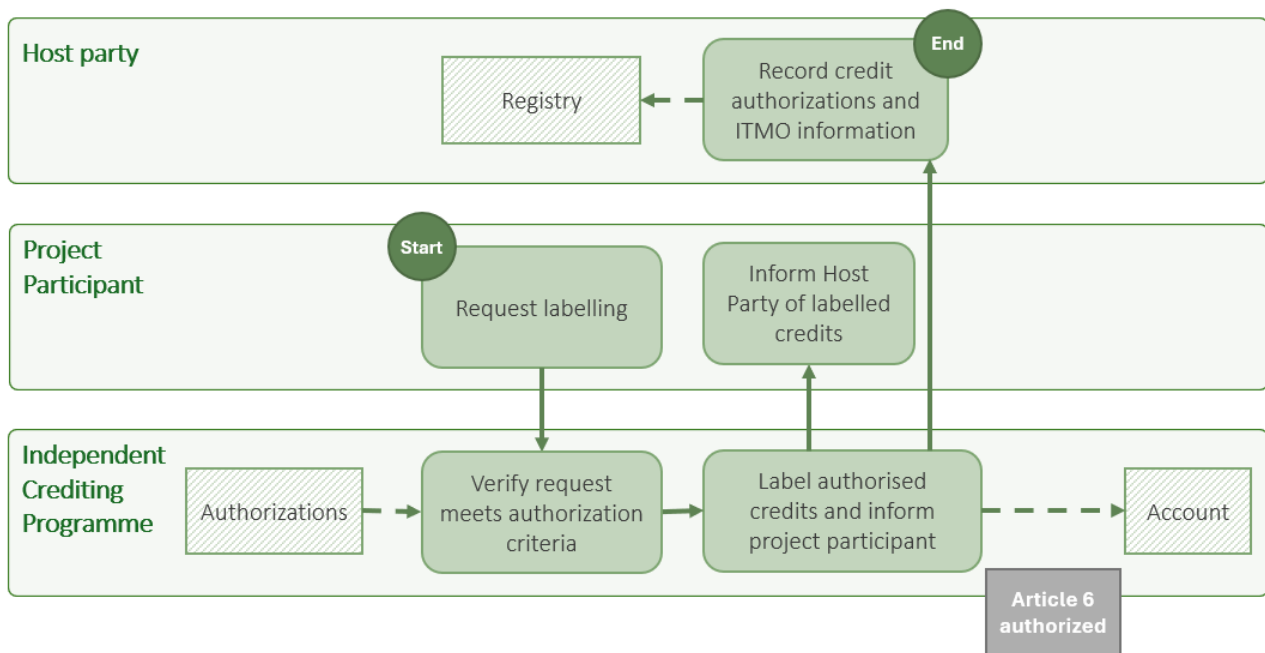 Host party
End
Registry
Record credit
authorizations and
ITMO information
Project
Participant
Start
Request labelling
Inform Host
Party of labelled
credits
Independent
Crediting
Programme
Authorizations
Verify request
meets authorization
criteria
Label authorised
credits and inform
project participant
Account
Article 6
authorized